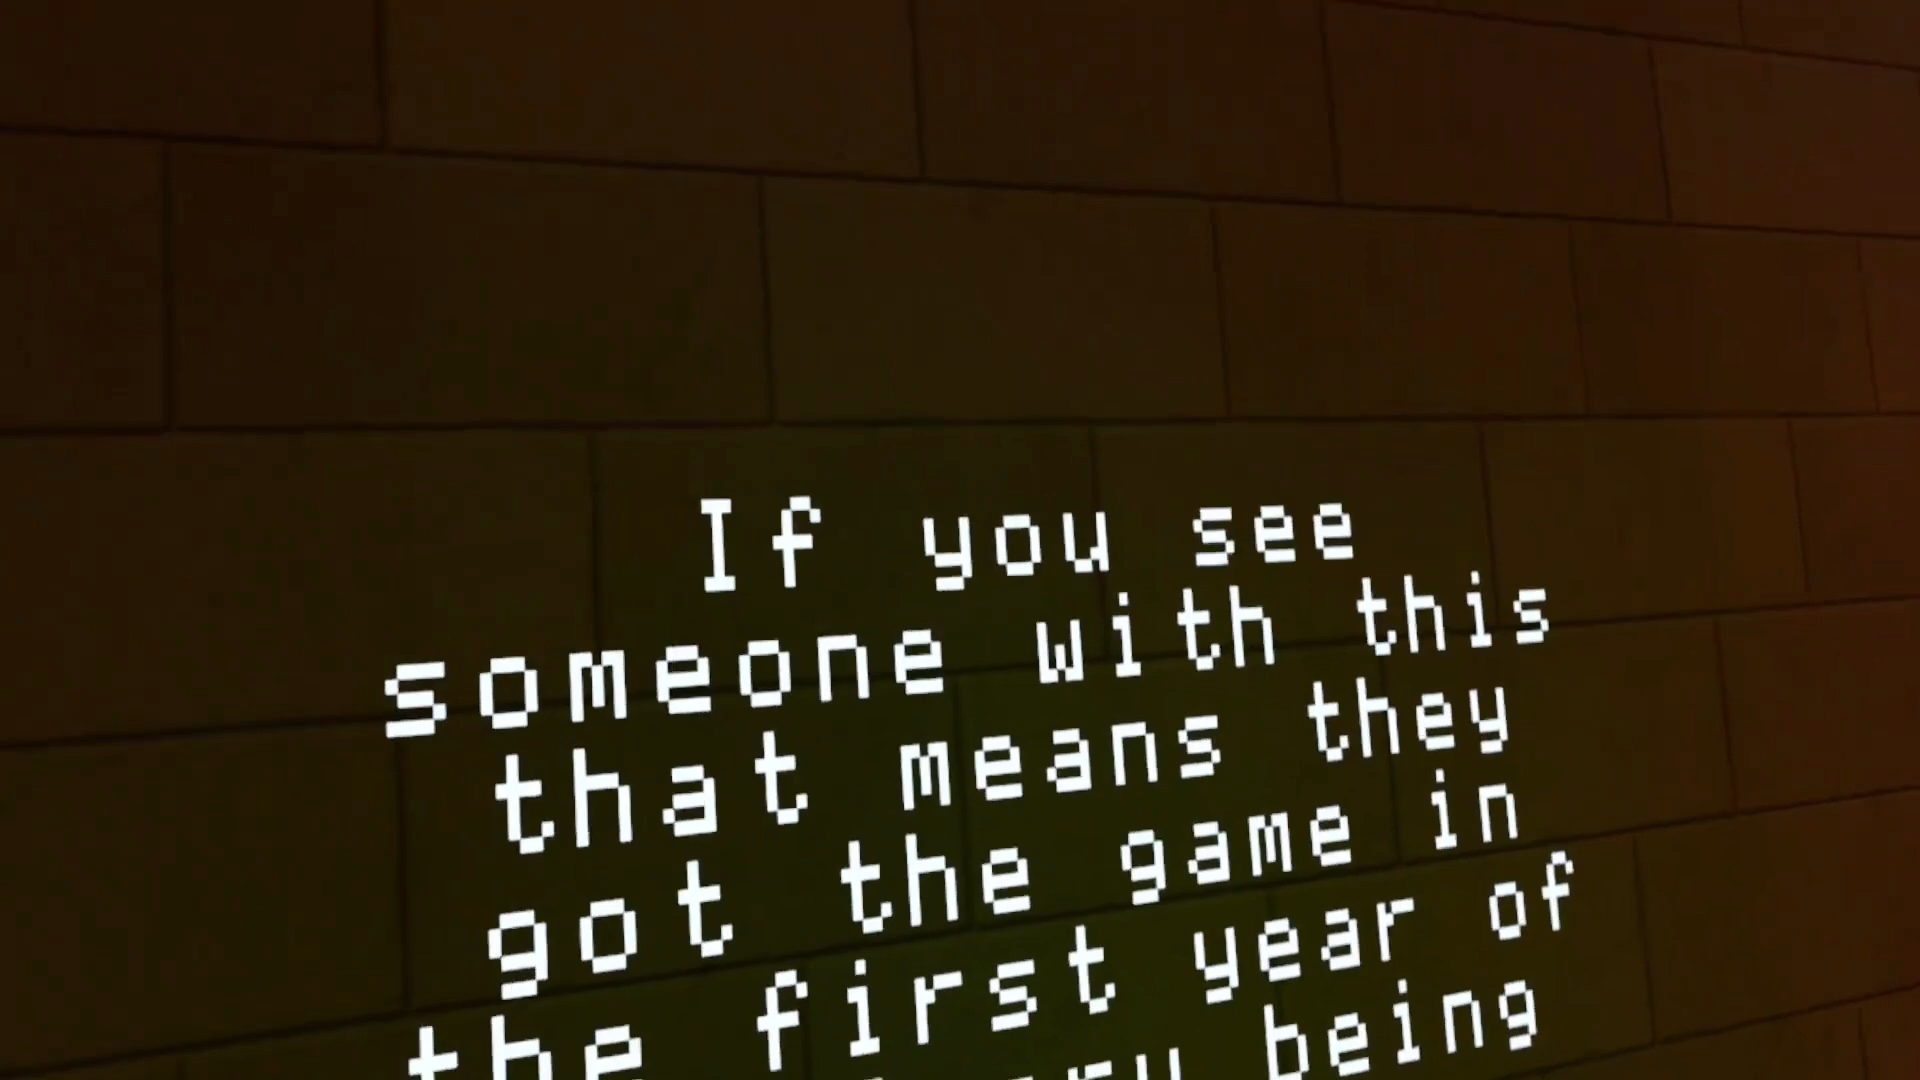 If you see
someone with this
that means they
got the game in
the first year of
being